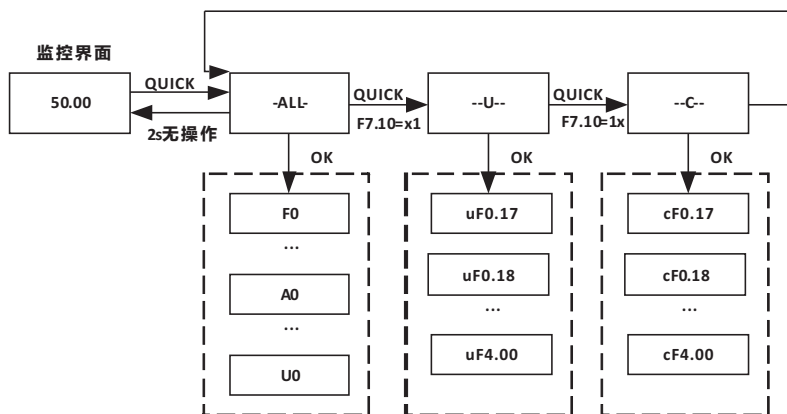 监控界面
50.00
QUICK
2s无操作
-ALL-
QUICK
F7.10=x1
--U--
QUICK
F7.10=1x
--C--
OK
OK
OK
F0
...
A0
...
U0
uF0.17
uF0.18
...
uF4.00
cF0.17
cF0.18
...
cF4.00